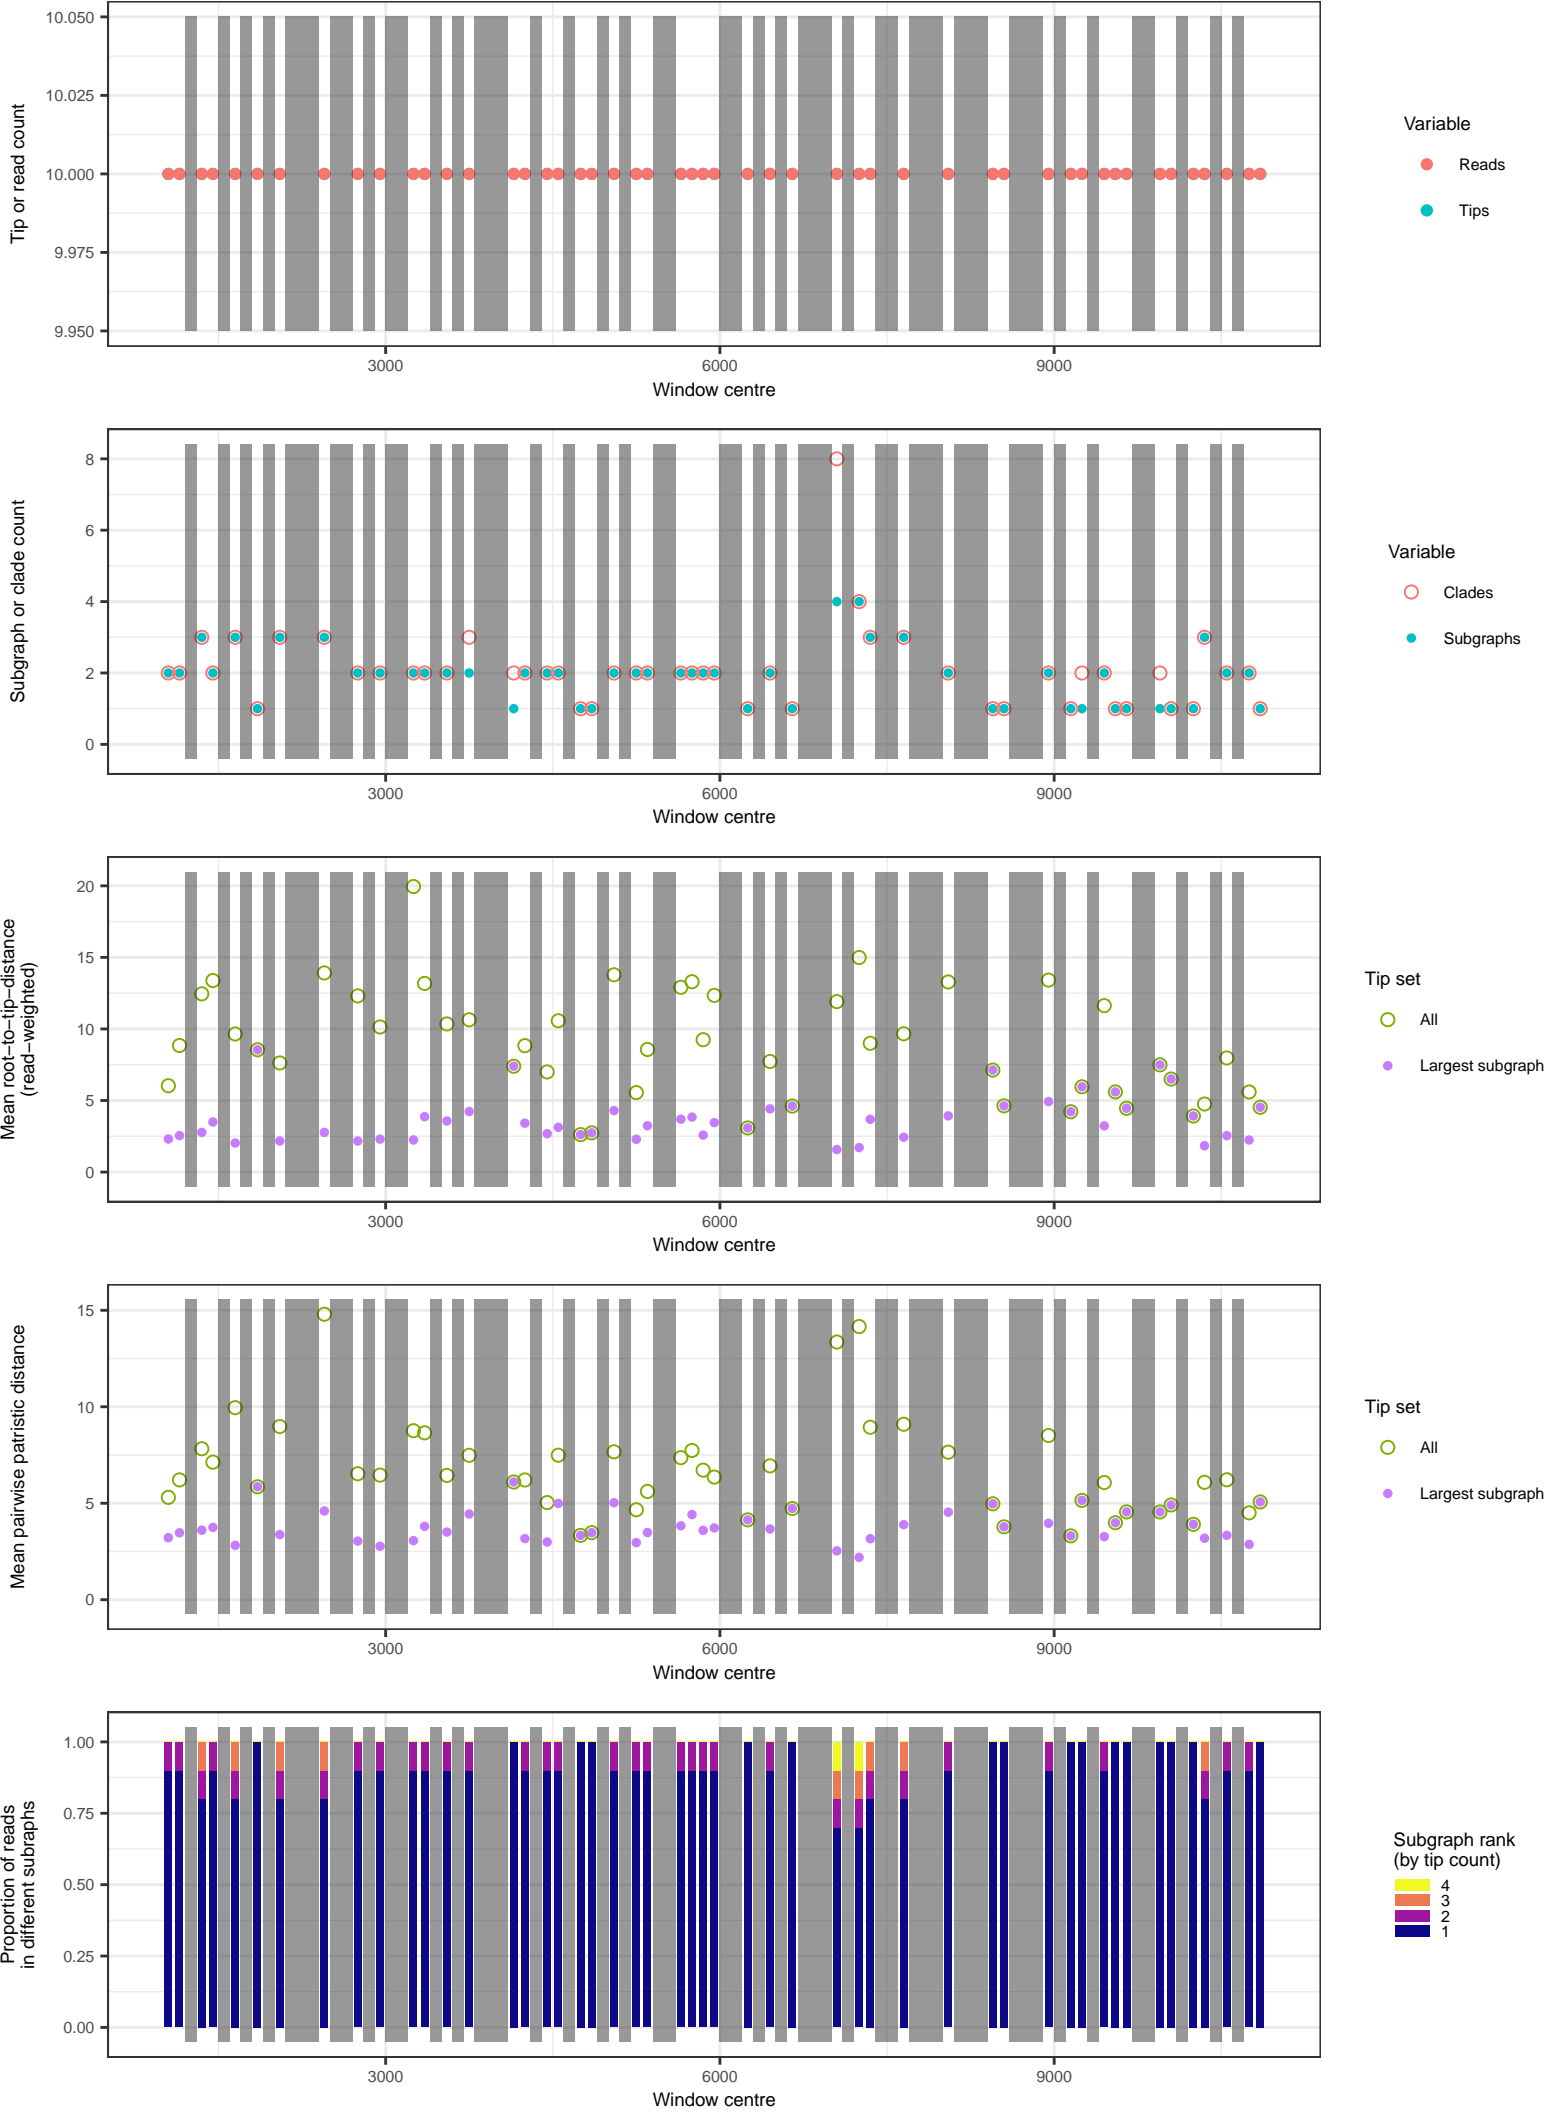 Tip or read count
10.050
10.025
10.000
9.975
9.950
3000 6000 9000
Window centre
Variable
Reads
Tips
Subgraph or clade count
8
6
4
2
0
3000 6000 9000
Window centre
Variable
Clades
Subgraphs
Mean root−to−tip−distance
(read−weighted)
20
15
10
5
0
3000 6000 9000
Window centre
Tip set
All
Largest subgraph
Mean pairwise patristic distance
15
10
5
0
3000 6000 9000
Window centre
Tip set
All
Largest subgraph
Proportion of reads
in different subraphs
1.00
0.75
0.50
0.25
0.00
3000 6000 9000
Window centre
Subgraph rank
(by tip count)
4
3
2
1